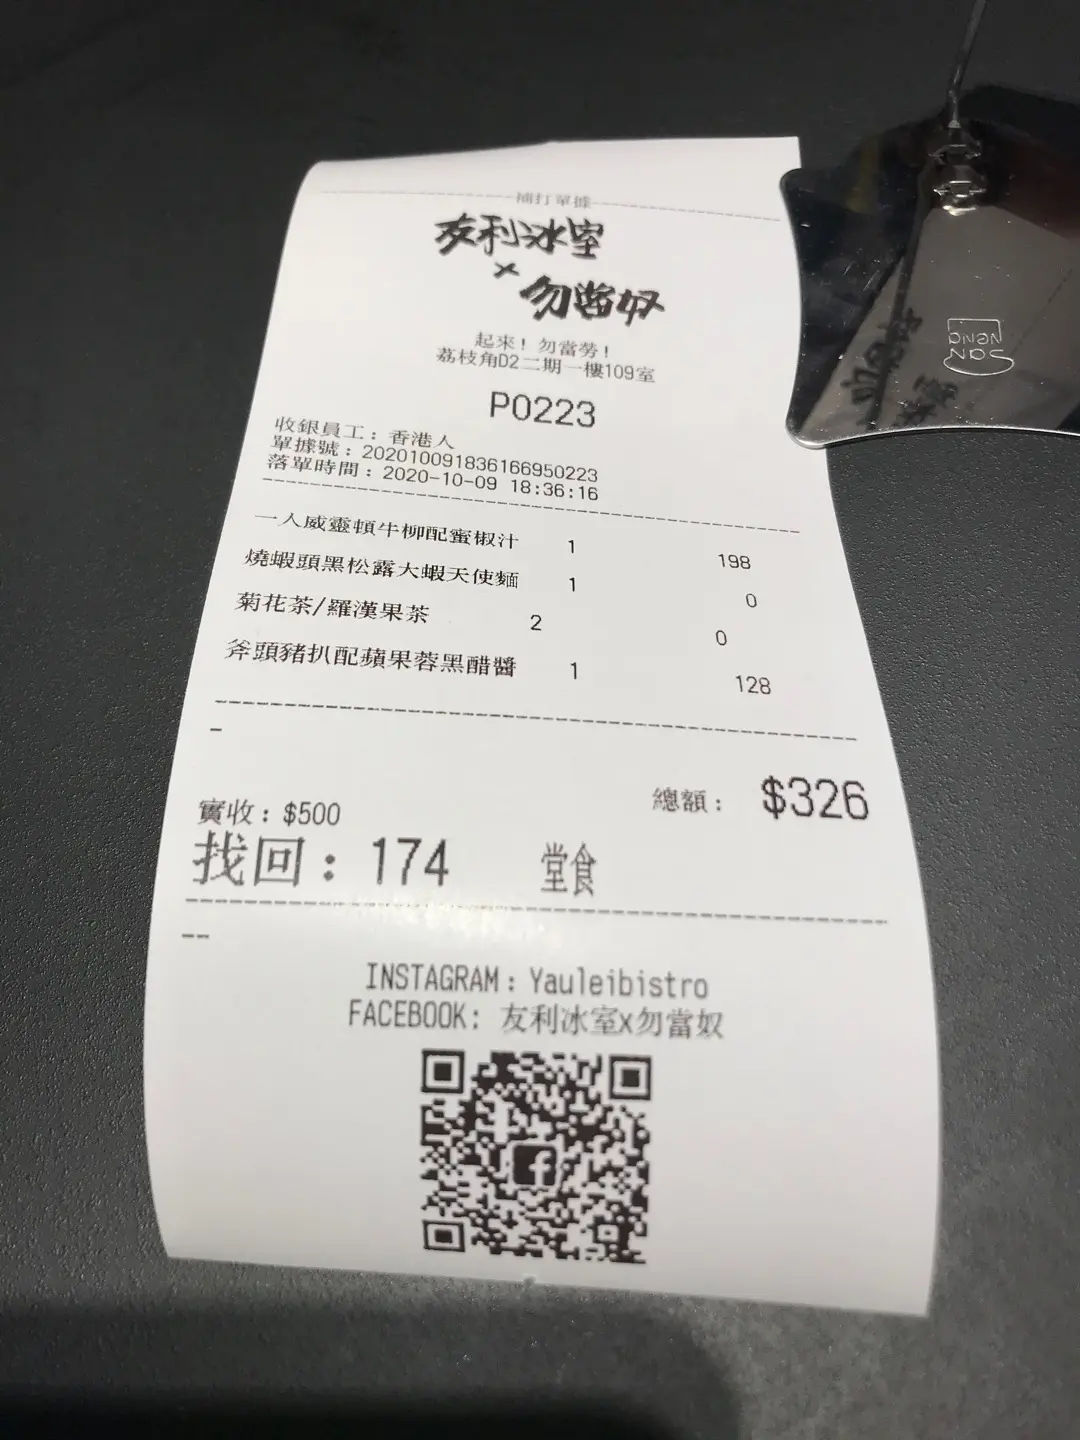 補打單據
友利冰室
x
勿當奴
起來！勿當勞！
荔枝角D2二期一樓109室
P0223
收銀員工：香港人
單據號：202010091836166950223
落單時間：2020-10-09 18:36:16
一人威靈頓牛柳配蜜椒汁 1 198
燒蝦頭黑松露大蝦天使麵 1 0
菊花茶/羅漢果茶 2 0
斧頭豬扒配蘋果蓉黑醋醬 1 128
總額： $326
實收：$500
找回：174 堂食
INSTAGRAM：Yauleibistro
FACEBOOK: 友利冰室x勿當奴
San
Neng